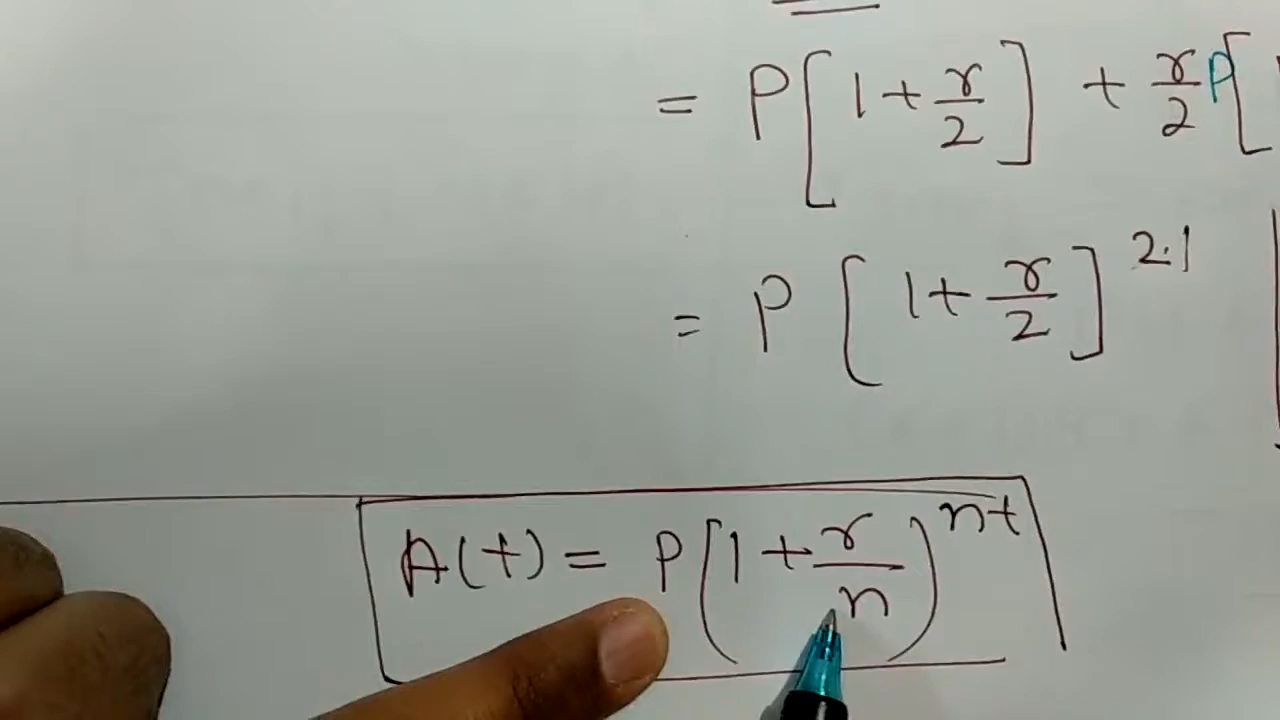 = P[1 + r/2] + r/2 P[
= P[1 + r/2]^2.1
A(t) = P(1 + r/n)^nt